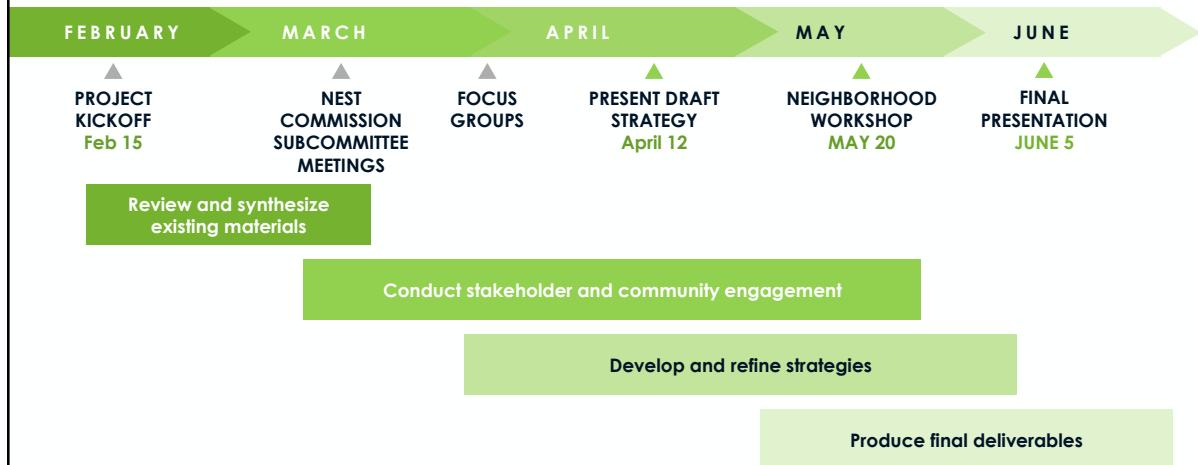 FEBRUARY
MARCH
APRIL
MAY
JUNE
PROJECT
KICKOFF
Feb 15
NEST
COMMISSION
SUBCOMMITTEE
MEETINGS
FOCUS
GROUPS
PRESENT DRAFT
STRATEGY
April 12
NEIGHBORHOOD
WORKSHOP
MAY 20
FINAL
PRESENTATION
JUNE 5
Review and synthesize
existing materials
Conduct stakeholder and community engagement
Develop and refine strategies
Produce final deliverables